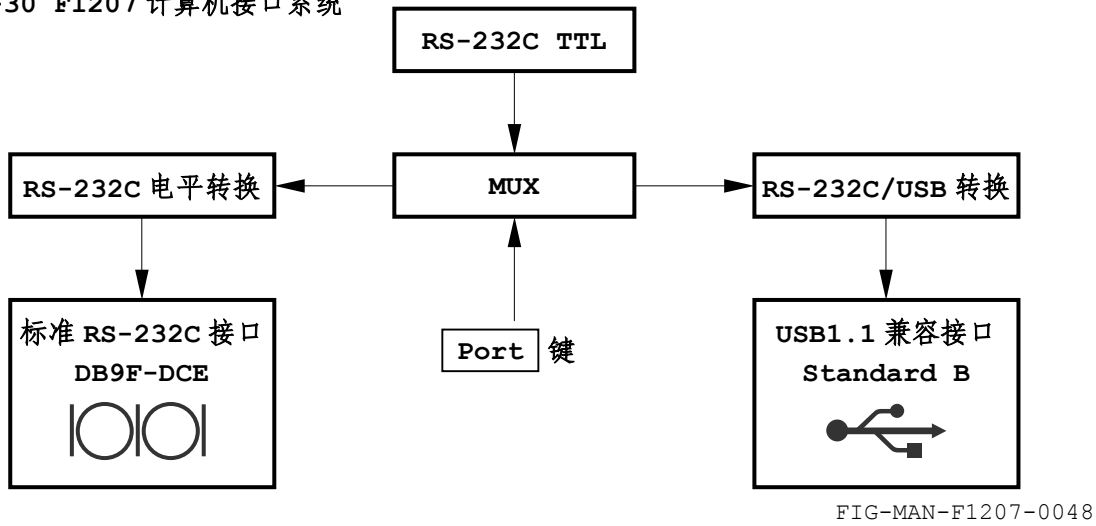 -30 F1207 计算机接口系统
RS-232C TTL
RS-232C 电平转换
MUX
RS-232C/USB 转换
标准 RS-232C 接口
DB9F-DCE
Port 键
USB1.1 兼容接口
Standard B
FIG-MAN-F1207-0048